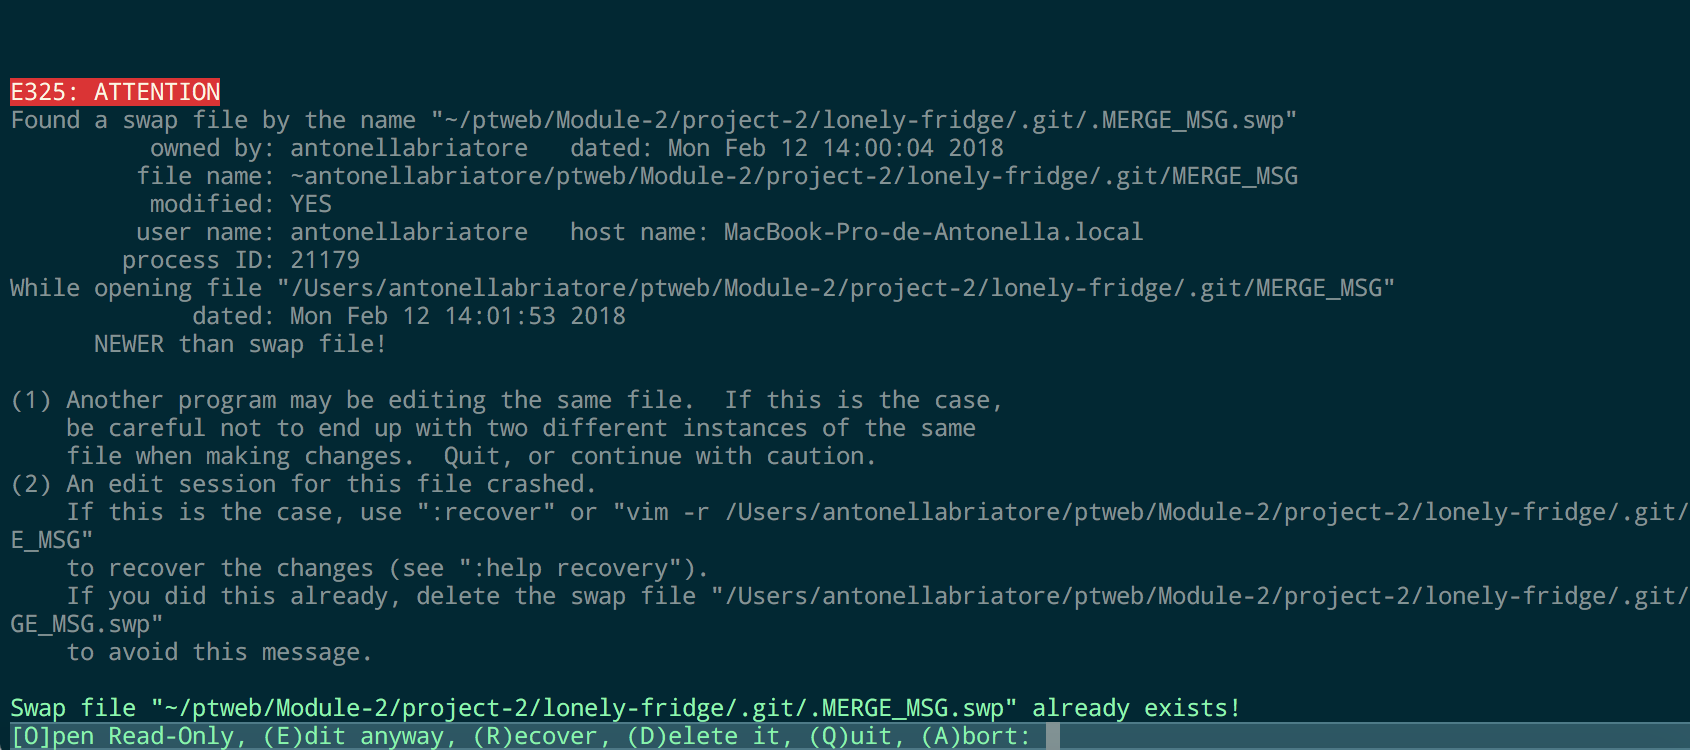 E325: ATTENTION
Found a swap file by the name "~/ptweb/Module-2/project-2/lonely-fridge/.git/.MERGE_MSG.swp"
          owned by: antonellabriatore   dated: Mon Feb 12 14:00:04 2018
         file name: ~antonellabriatore/ptweb/Module-2/project-2/lonely-fridge/.git/MERGE_MSG
          modified: YES
         user name: antonellabriatore   host name: MacBook-Pro-de-Antonella.local
        process ID: 21179
While opening file "/Users/antonellabriatore/ptweb/Module-2/project-2/lonely-fridge/.git/MERGE_MSG"
             dated: Mon Feb 12 14:01:53 2018
      NEWER than swap file!

(1) Another program may be editing the same file.  If this is the case,
    be careful not to end up with two different instances of the same
    file when making changes.  Quit, or continue with caution.
(2) An edit session for this file crashed.
    If this is the case, use ":recover" or "vim -r /Users/antonellabriatore/ptweb/Module-2/project-2/lonely-fridge/.git/
E_MSG"
    to recover the changes (see ":help recovery").
    If you did this already, delete the swap file "/Users/antonellabriatore/ptweb/Module-2/project-2/lonely-fridge/.git/
GE_MSG.swp"
    to avoid this message.

Swap file "~/ptweb/Module-2/project-2/lonely-fridge/.git/.MERGE_MSG.swp" already exists!
[O]pen Read-Only, (E)dit anyway, (R)ecover, (D)elete it, (Q)uit, (A)bort: